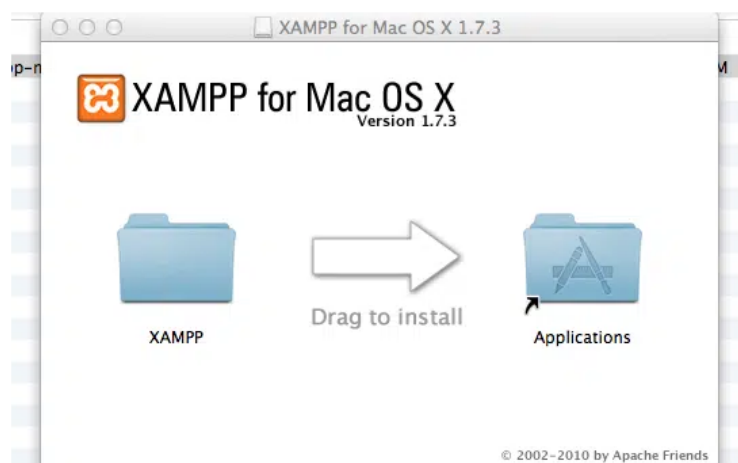 XAMPP for Mac OS X 1.7.3
p-n
M
XAMPP for Mac OS X
Version 1.7.3
Drag to install
XAMPP
Applications
© 2002-2010 by Apache Friends